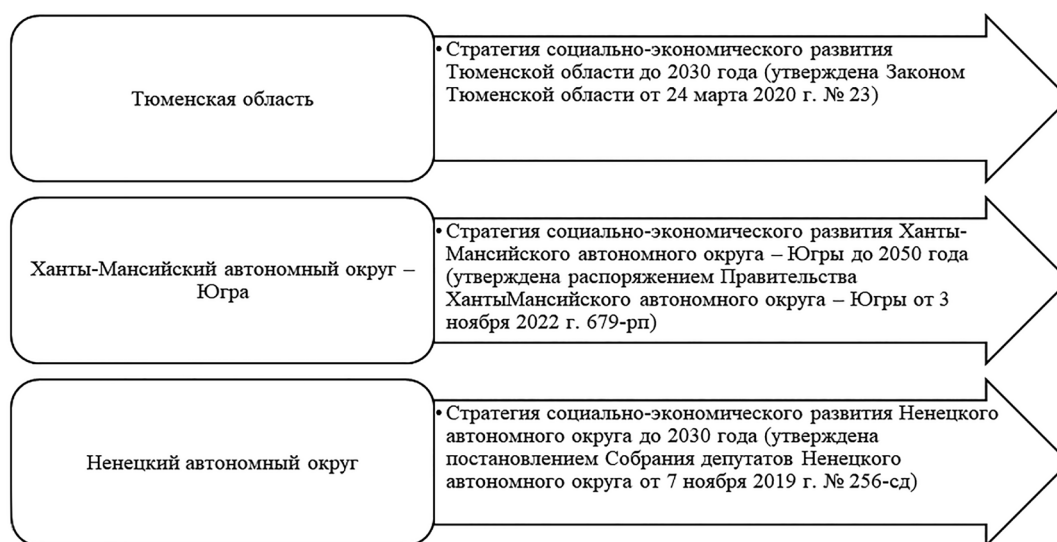 Тюменская область
• Стратегия социально-экономического развития
Тюменской области до 2030 года (утверждена Законом
Тюменской области от 24 марта 2020 г. № 23)
Ханты-Мансийский автономный округ –
Югра
• Стратегия социально-экономического развития Ханты-
Мансийского автономного округа – Югры до 2050 года
(утверждена распоряжением Правительства
ХантыМансийского автономного округа – Югры от 3
ноября 2022 г. 679-рп)
Ненецкий автономный округ
• Стратегия социально-экономического развития Ненецкого
автономного округа до 2030 года (утверждена
постановлением Собрания депутатов Ненецкого
автономного округа от 7 ноября 2019 г. № 256-сд)